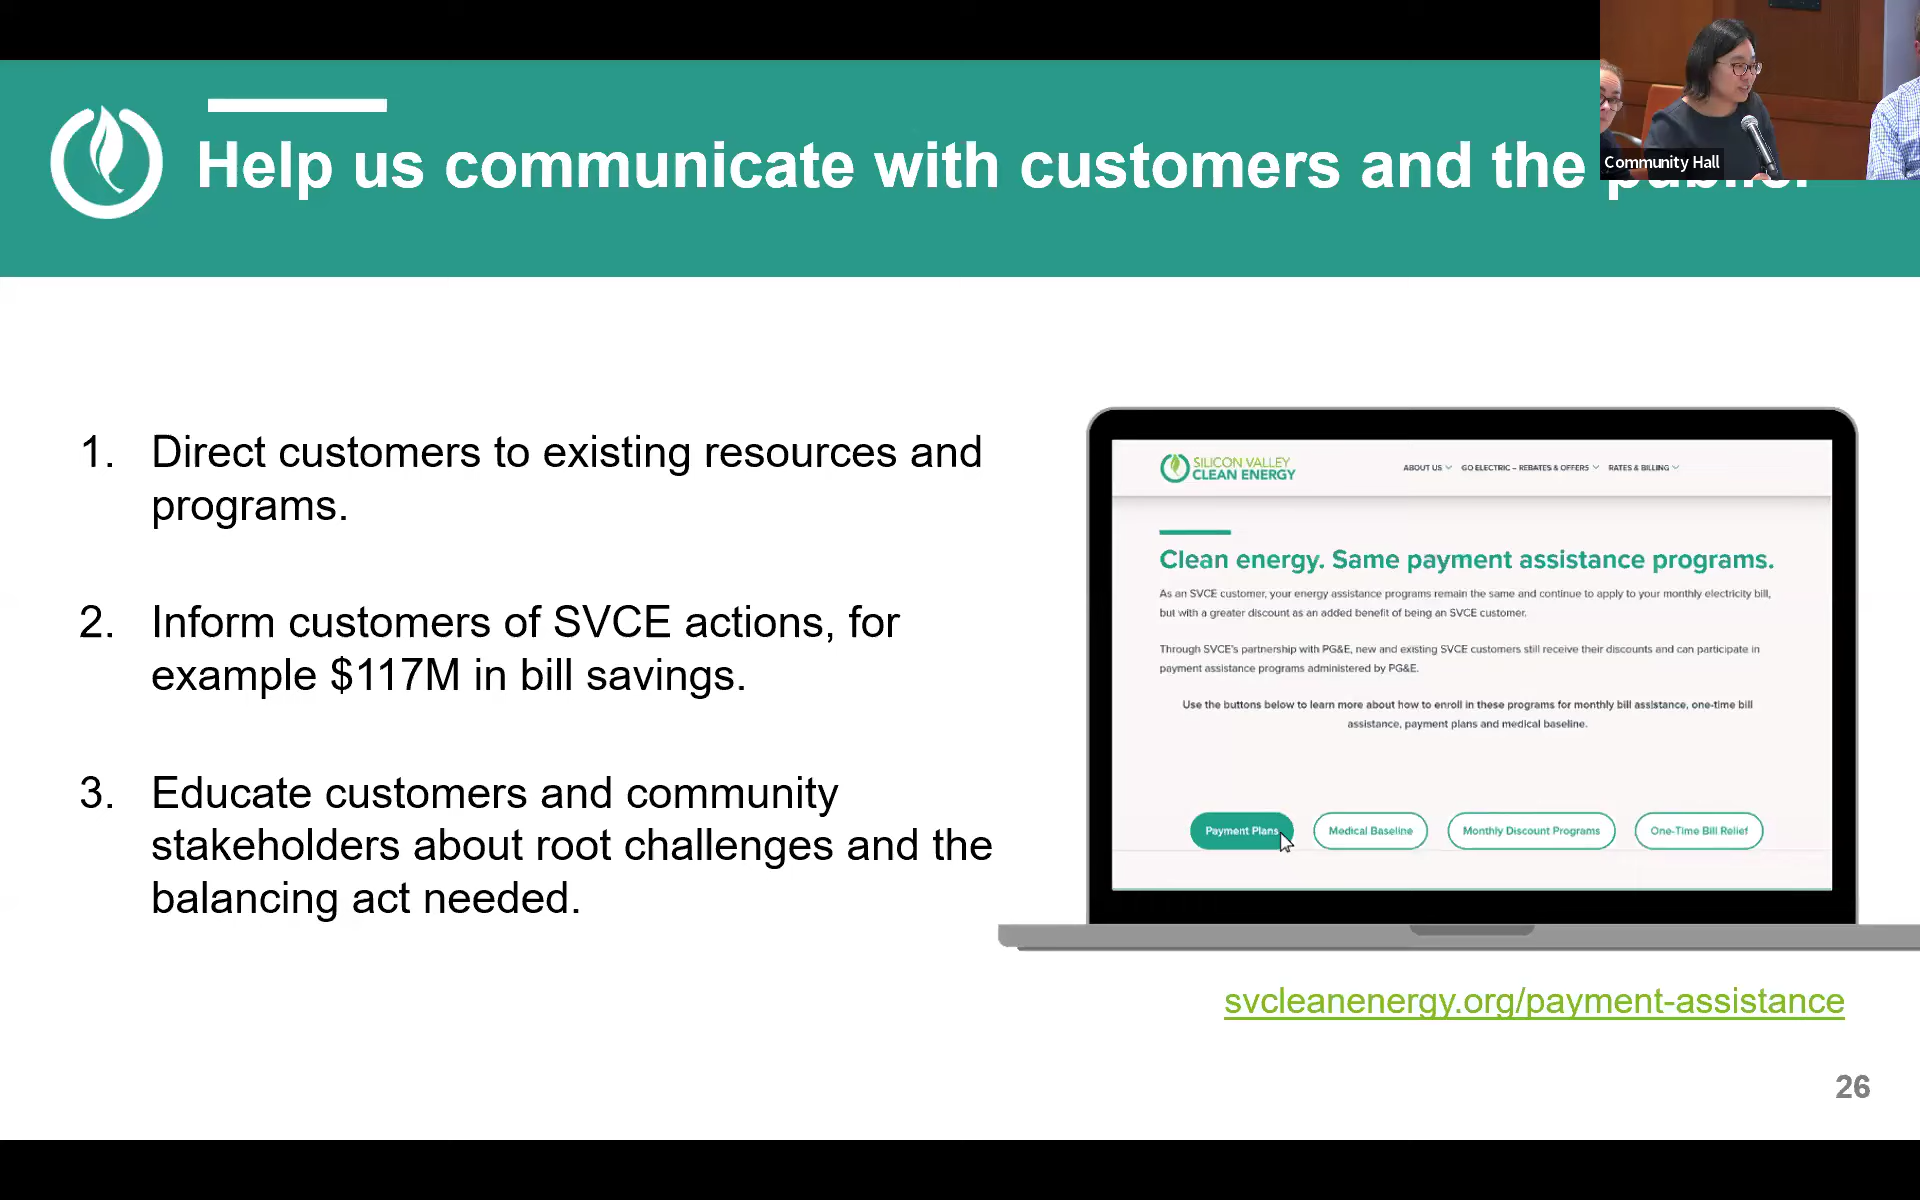 Help us communicate with customers and the public.
Community Hall
1. Direct customers to existing resources and
programs.
2. Inform customers of SVCE actions, for
example $117M in bill savings.
3. Educate customers and community
stakeholders about root challenges and the
balancing act needed.
SILICON VALLEY
CLEAN ENERGY
ABOUT US GO ELECTRIC – REBATES & OFFERS RATES & BILLING
Clean energy. Same payment assistance programs.
As an SVCE customer, your energy assistance programs remain the same and continue to apply to your monthly electricity bill,
but with a greater discount as an added benefit of being an SVCE customer.
Through SVCE's partnership with PG&E, new and existing SVCE customers still receive their discounts and can participate in
payment assistance programs administered by PG&E.
Use the buttons below to learn more about how to enroll in these programs for monthly bill assistance, one-time bill
assistance, payment plans and medical baseline.
Payment Plans Medical Baseline Monthly Discount Programs One-Time Bill Relief
svcleanenergy.org/payment-assistance
26